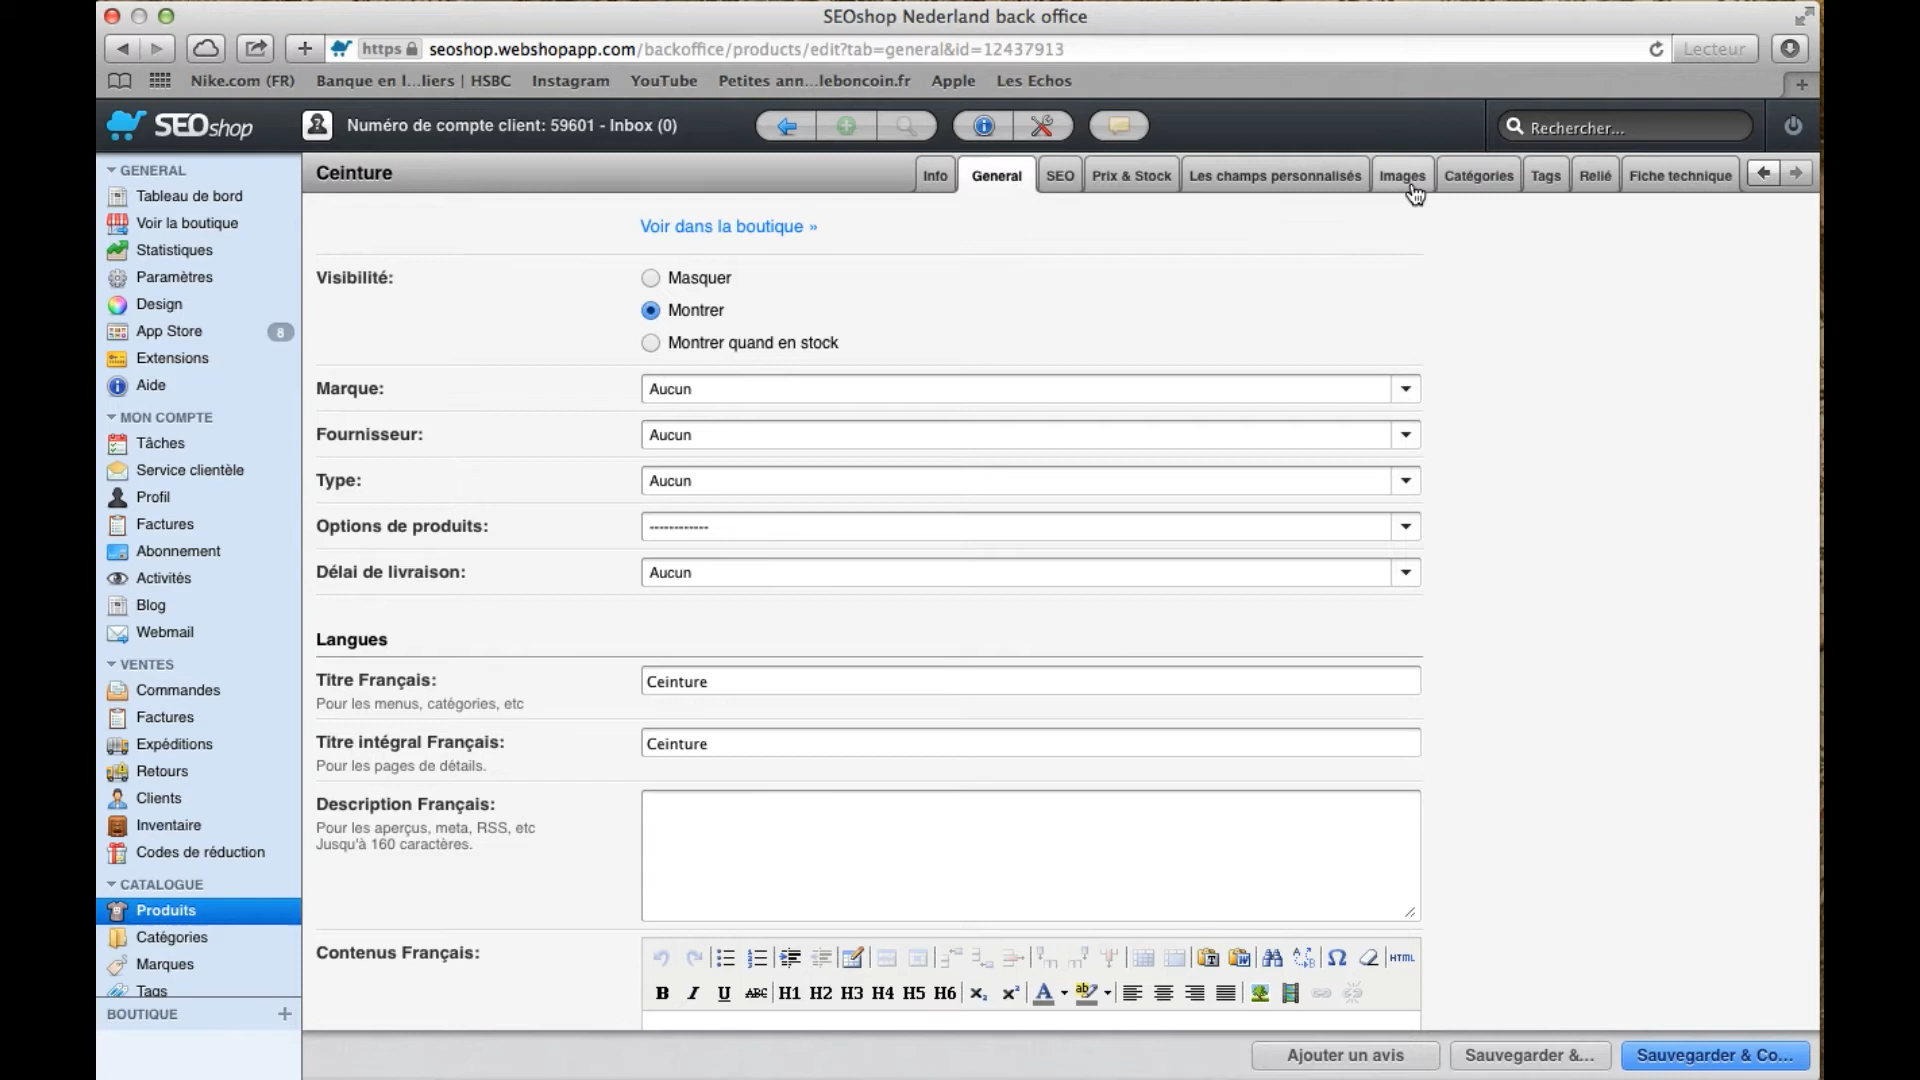 SEOshop Nederland back office
https seoshop.webshopapp.com/backoffice/products/edit?tab=general&id=12437913
Lecteur
Nike.com (FR) Banque en l...liers | HSBC Instagram YouTube Petites ann...leboncoin.fr Apple Les Echos
SEOshop
Numéro de compte client: 59601 - Inbox (0)
Rechercher...
GENERAL
Tableau de bord
Voir la boutique
Statistiques
Paramètres
Design
App Store 8
Extensions
Aide
MON COMPTE
Tâches
Service clientèle
Profil
Factures
Abonnement
Activités
Blog
Webmail
VENTES
Commandes
Factures
Expéditions
Retours
Clients
Inventaire
Codes de réduction
CATALOGUE
Produits
Catégories
Marques
Tags
BOUTIQUE +
Ceinture
Info General SEO Prix & Stock Les champs personnalisés Images Catégories Tags Relié Fiche technique
Voir dans la boutique »
Visibilité:
Masquer
Montrer
Montrer quand en stock
Marque: Aucun
Fournisseur: Aucun
Type: Aucun
Options de produits: ------------
Délai de livraison: Aucun
Langues
Titre Français: Ceinture
Pour les menus, catégories, etc
Titre intégral Français: Ceinture
Pour les pages de détails.
Description Français:
Pour les aperçus, meta, RSS, etc
Jusqu'à 160 caractères.
Contenus Français:
HTML
B I U ABC H1 H2 H3 H4 H5 H6 x₂ x² A ab
Ajouter un avis Sauvegarder &... Sauvegarder & Co...